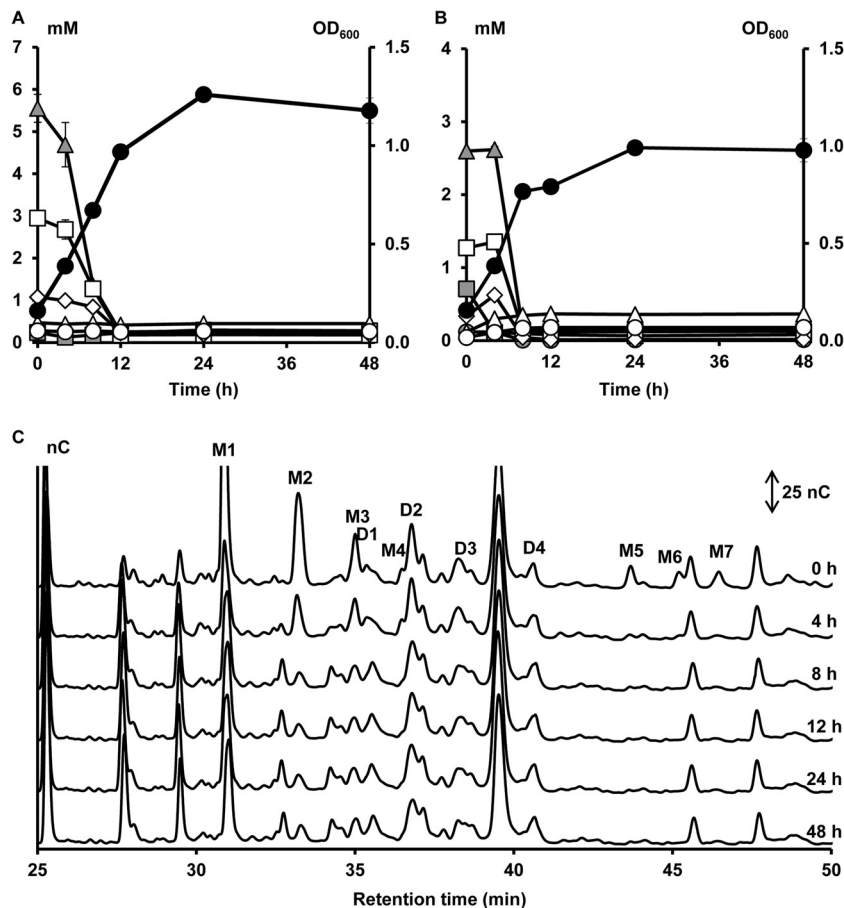 A
mM
OD600
7
6
5
4
3
2
1
0
1.5
1.0
0.5
0.0
0 12 24 36 48
Time (h)
B
mM
OD600
4
3
2
1
0
1.5
1.0
0.5
0.0
0 12 24 36 48
Time (h)
C
nC
M1
M2
M3
D1
M4
D2
D3
D4
M5
M6
M7
25 nC
0 h
4 h
8 h
12 h
24 h
48 h
25 30 35 40 45 50
Retention time (min)